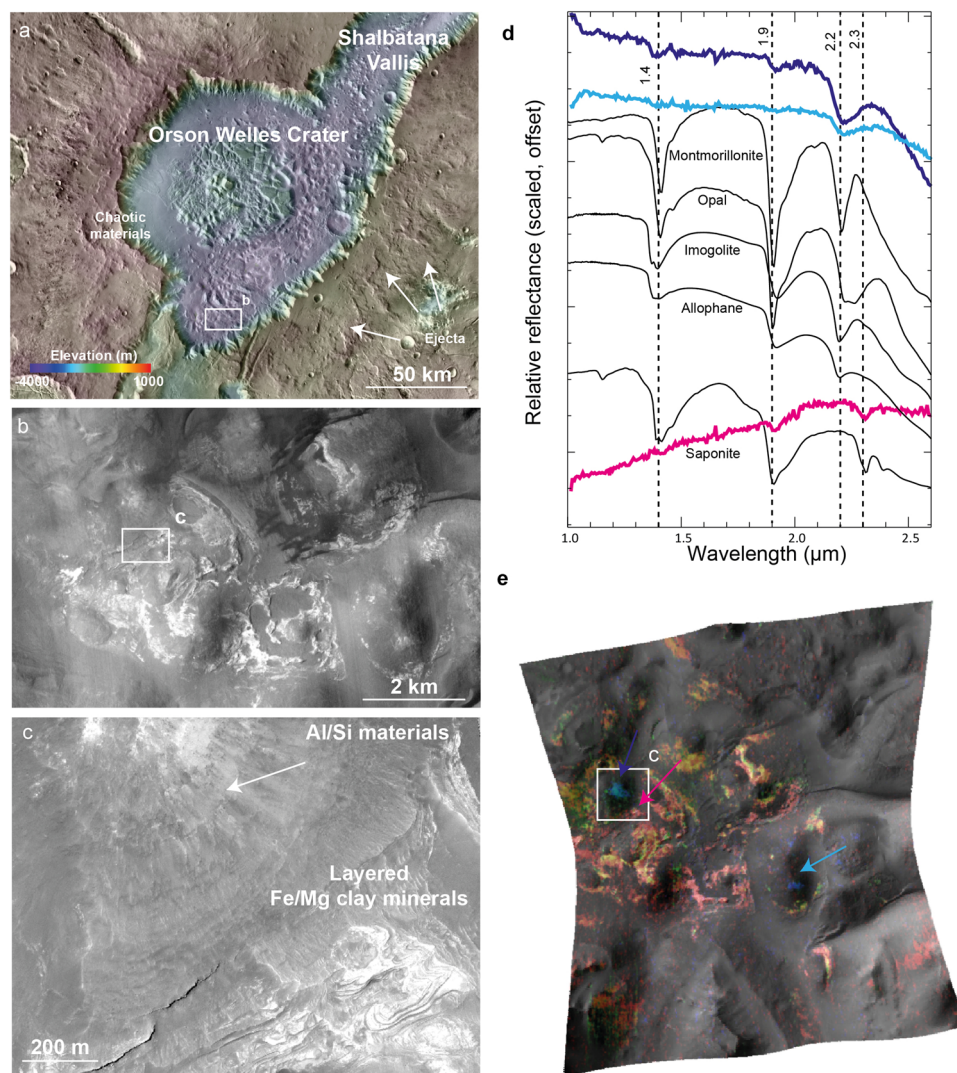 a
Shalbatana
Vallis
Orson Welles Crater
Chaotic
materials
b
Ejecta
Elevation (m)
-4000
1000
50 km
b
c
2 km
c
Al/Si materials
Layered
Fe/Mg clay minerals
200 m
d
1.4
1.9
2.2
2.3
Montmorillonite
Opal
Imogolite
Allophane
Saponite
Relative reflectance (scaled, offset)
1.0
1.5
2.0
2.5
Wavelength (µm)
e
C